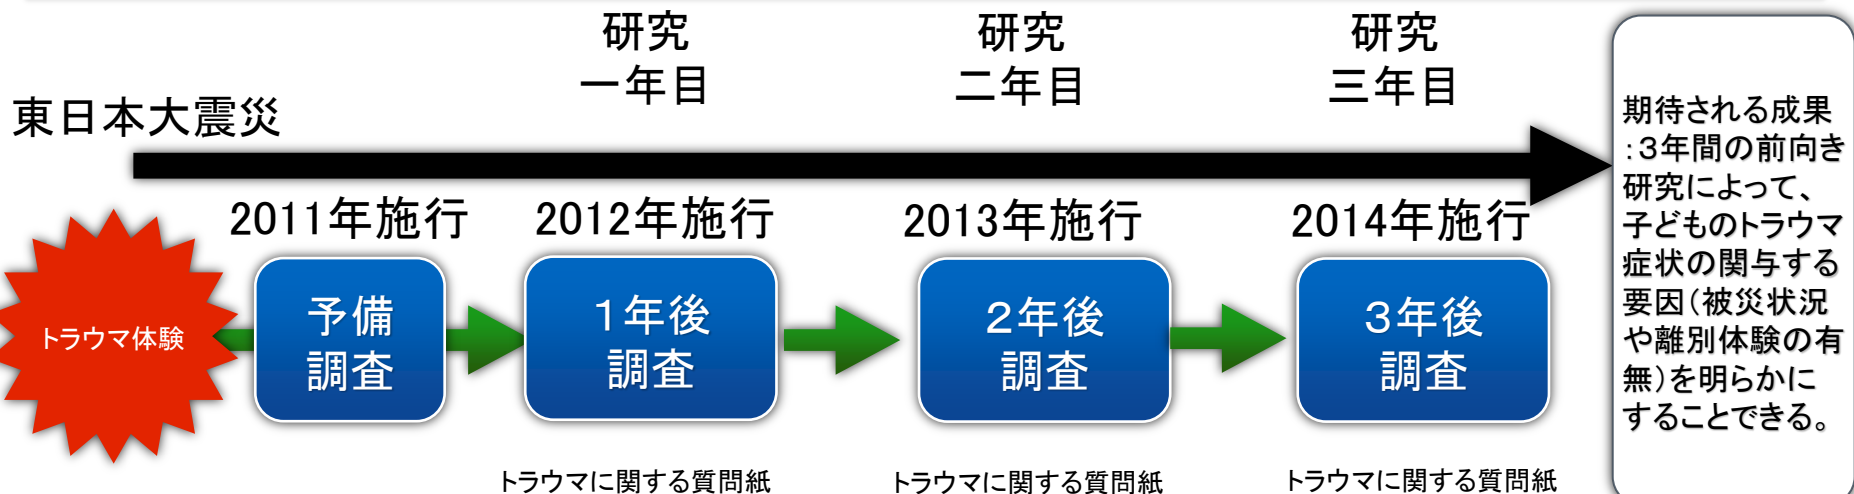 研究
一年目
研究
二年目
研究
三年目
東日本大震災
2011年施行
2012年施行
2013年施行
2014年施行
トラウマ体験
予備
調査
1年後
調査
2年後
調査
3年後
調査
トラウマに関する質問紙
トラウマに関する質問紙
トラウマに関する質問紙
期待される成果
:3年間の前向き
研究によって、
子どものトラウマ
症状の関与する
要因(被災状況
や離別体験の有
無)を明らかに
することできる。